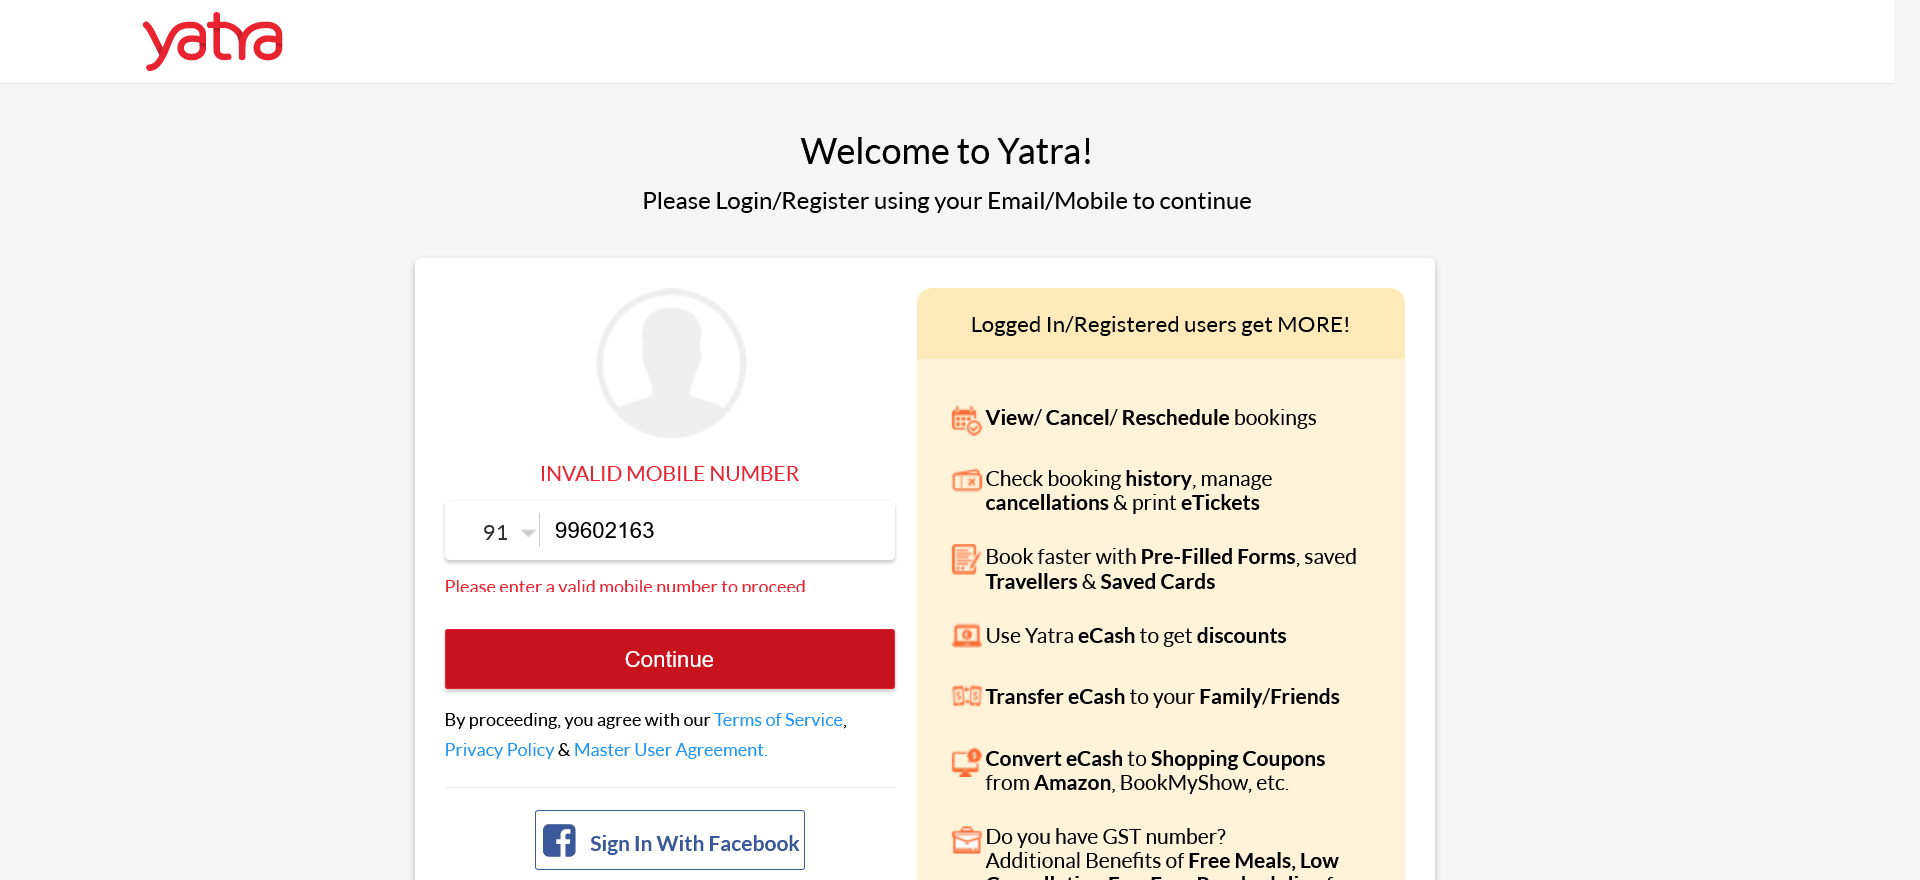 yatra
Welcome to Yatra!
Please Login/Register using your Email/Mobile to continue
INVALID MOBILE NUMBER
91 99602163
Please enter a valid mobile number to proceed
Continue
By proceeding, you agree with our Terms of Service,
Privacy Policy & Master User Agreement.
Sign In With Facebook
Logged In/Registered users get MORE!
View/ Cancel/ Reschedule bookings
Check booking history, manage
cancellations & print eTickets
Book faster with Pre-Filled Forms, saved
Travellers & Saved Cards
Use Yatra eCash to get discounts
Transfer eCash to your Family/Friends
Convert eCash to Shopping Coupons
from Amazon, BookMyShow, etc.
Do you have GST number?
Additional Benefits of Free Meals, Low